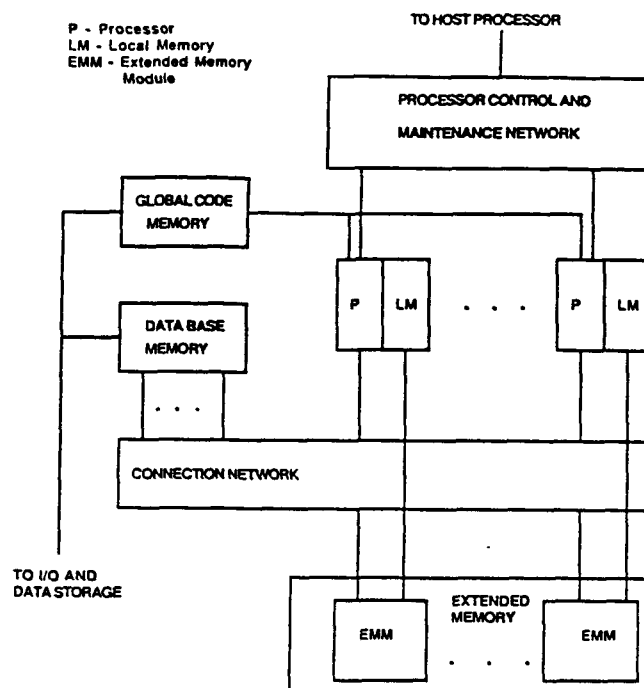 P - Processor
LM - Local Memory
EMM - Extended Memory
Module
TO HOST PROCESSOR
PROCESSOR CONTROL AND
MAINTENANCE NETWORK
GLOBAL CODE
MEMORY
P
LM
. . .
P
LM
DATA BASE
MEMORY
. . .
CONNECTION NETWORK
TO I/O AND
DATA STORAGE
EXTENDED
MEMORY
EMM
. . .
EMM